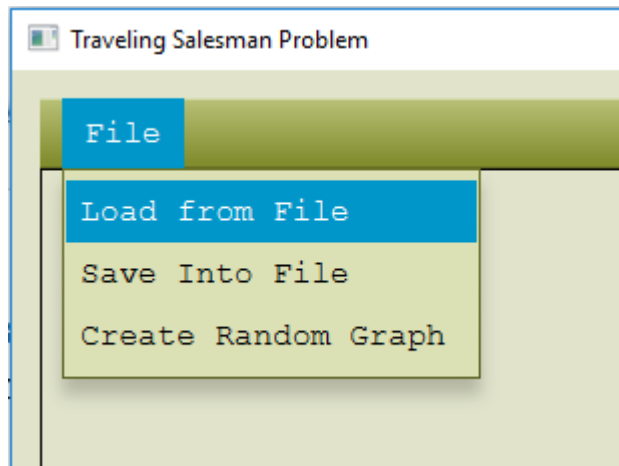 Traveling Salesman Problem
File
Load from File
Save Into File
Create Random Graph